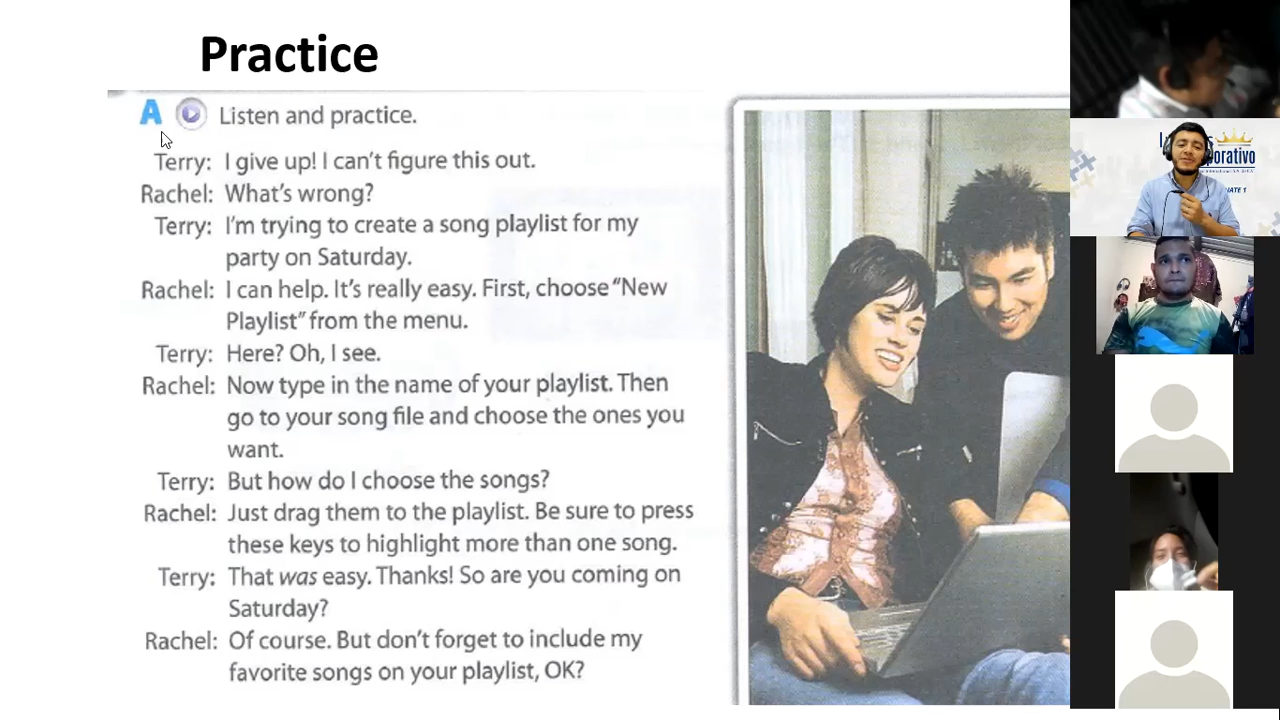 Practice
A Listen and practice.
Terry: I give up! I can't figure this out.
Rachel: What's wrong?
Terry: I'm trying to create a song playlist for my
party on Saturday.
Rachel: I can help. It's really easy. First, choose "New
Playlist" from the menu.
Terry: Here? Oh, I see.
Rachel: Now type in the name of your playlist. Then
go to your song file and choose the ones you
want.
Terry: But how do I choose the songs?
Rachel: Just drag them to the playlist. Be sure to press
these keys to highlight more than one song.
Terry: That was easy. Thanks! So are you coming on
Saturday?
Rachel: Of course. But don't forget to include my
favorite songs on your playlist, OK?